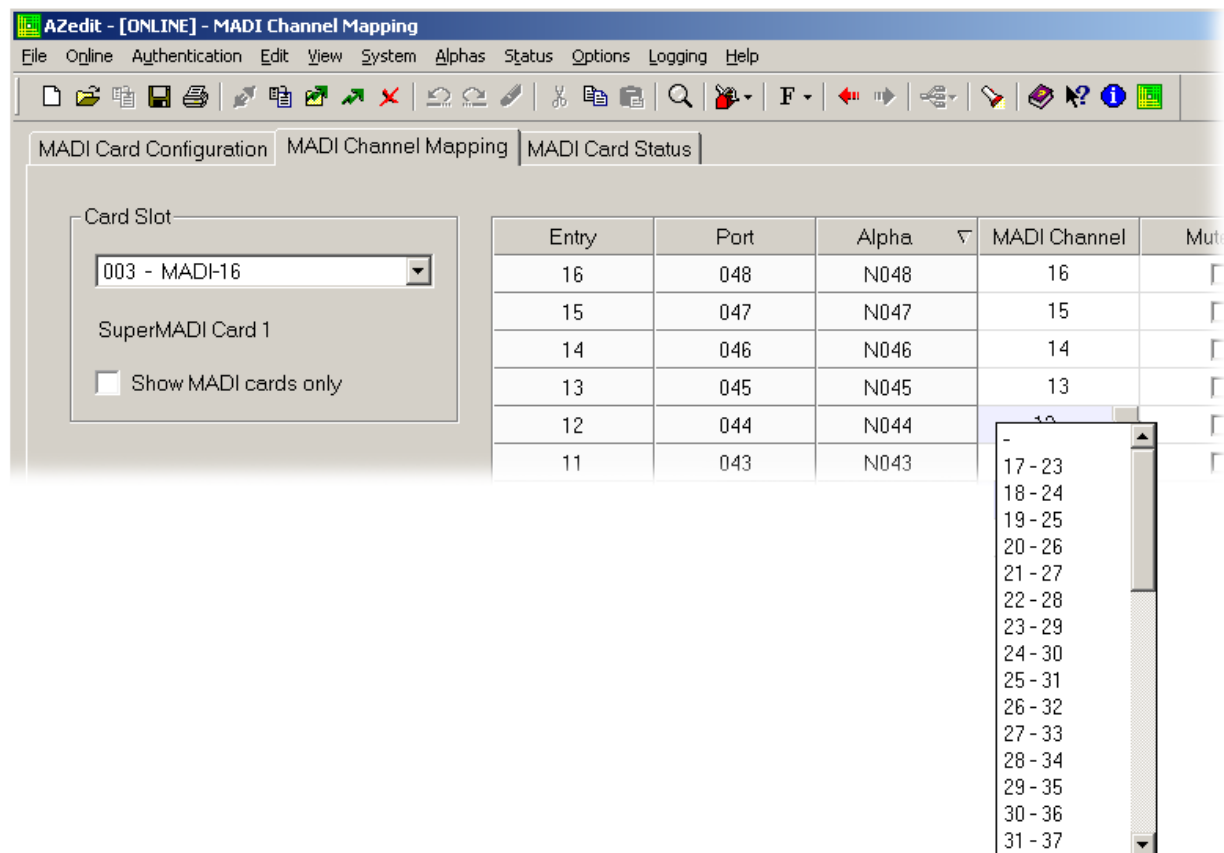 AZedit - [ONLINE] - MADI Channel Mapping
File Online Authentication Edit View System Alphas Status Options Logging Help
F
MADI Card Configuration MADI Channel Mapping MADI Card Status
Card Slot
003 - MADI-16
SuperMADI Card 1
Show MADI cards only
Entry Port Alpha MADI Channel Mute
16 048 N048 16
15 047 N047 15
14 046 N046 14
13 045 N045 13
12 044 N044
11 043 N043
-
17 - 23
18 - 24
19 - 25
20 - 26
21 - 27
22 - 28
23 - 29
24 - 30
25 - 31
26 - 32
27 - 33
28 - 34
29 - 35
30 - 36
31 - 37